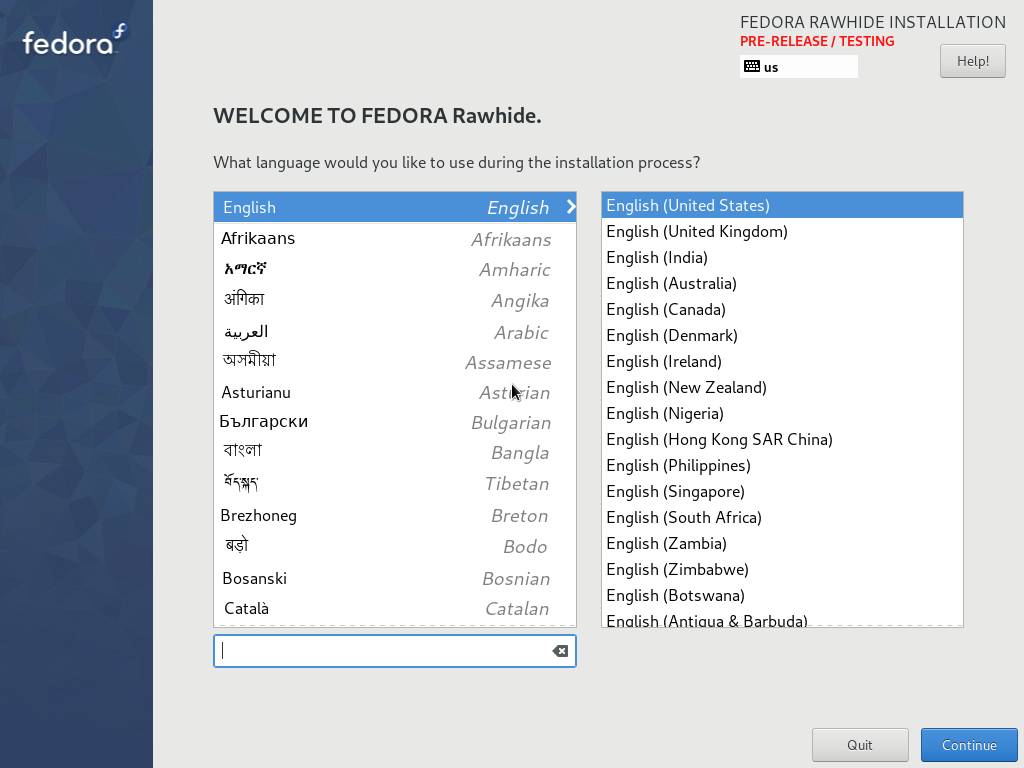 fedora
FEDORA RAWHIDE INSTALLATION
PRE-RELEASE / TESTING
us
Help!
WELCOME TO FEDORA Rawhide.
What language would you like to use during the installation process?
English English
Afrikaans Afrikaans
አማርኛ Amharic
अंगिका Angika
العربية Arabic
অসমীয়া Assamese
Asturianu Asturian
Български Bulgarian
বাংলা Bangla
བོད་སྐད་ Tibetan
Brezhoneg Breton
बड़ो Bodo
Bosanski Bosnian
Català Catalan
English (United States)
English (United Kingdom)
English (India)
English (Australia)
English (Canada)
English (Denmark)
English (Ireland)
English (New Zealand)
English (Nigeria)
English (Hong Kong SAR China)
English (Philippines)
English (Singapore)
English (South Africa)
English (Zambia)
English (Zimbabwe)
English (Botswana)
English (Antigua & Barbuda)
Quit
Continue